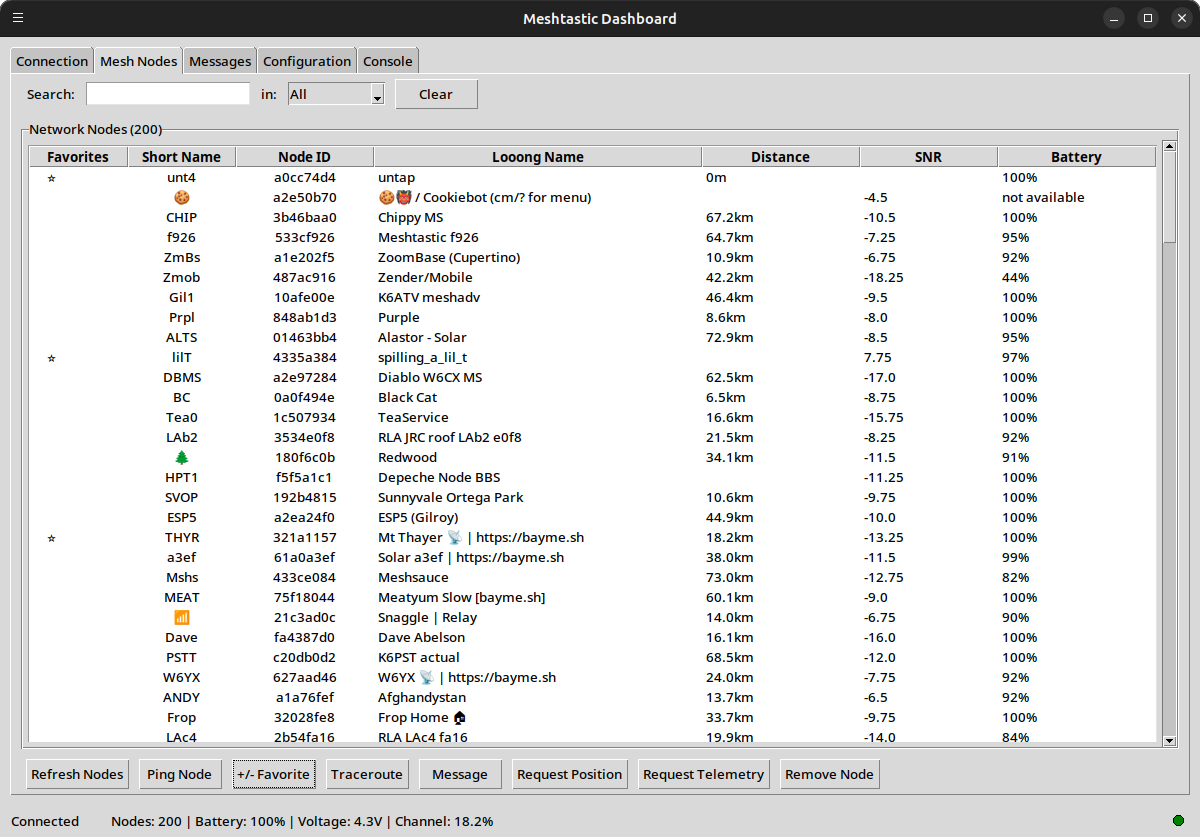 Meshtastic Dashboard
Connection Mesh Nodes Messages Configuration Console
Search: in: All Clear
Network Nodes (200)
Favorites Short Name Node ID Looong Name Distance SNR Battery
☆ unt4 a0cc74d4 untap 0m 100%
🍪 a2e50b70 🍪👹 / Cookiebot (cm/? for menu) -4.5 not available
CHIP 3b46baa0 Chippy MS 67.2km -10.5 100%
f926 533cf926 Meshtastic f926 64.7km -7.25 95%
ZmBs a1e202f5 ZoomBase (Cupertino) 10.9km -6.75 92%
Zmob 487ac916 Zender/Mobile 42.2km -18.25 44%
Gil1 10afe00e K6ATV meshadv 46.4km -9.5 100%
Prpl 848ab1d3 Purple 8.6km -8.0 100%
ALTS 01463bb4 Alastor - Solar 72.9km -8.5 95%
☆ lilT 4335a384 spilling_a_lil_t 7.75 97%
DBMS a2e97284 Diablo W6CX MS 62.5km -17.0 100%
BC 0a0f494e Black Cat 6.5km -8.75 100%
Tea0 1c507934 TeaService 16.6km -15.75 100%
LAb2 3534e0f8 RLA JRC roof LAb2 e0f8 21.5km -8.25 92%
🌲 180f6c0b Redwood 34.1km -11.5 91%
HPT1 f5f5a1c1 Depeche Node BBS -11.25 100%
SVOP 192b4815 Sunnyvale Ortega Park 10.6km -9.75 100%
ESP5 a2ea24f0 ESP5 (Gilroy) 44.9km -10.0 100%
☆ THYR 321a1157 Mt Thayer 📡 | https://bayme.sh 18.2km -13.25 100%
a3ef 61a0a3ef Solar a3ef | https://bayme.sh 38.0km -11.5 99%
Mshs 433ce084 Meshsauce 73.0km -12.75 82%
MEAT 75f18044 Meatyum Slow [bayme.sh] 60.1km -9.0 100%
📶 21c3ad0c Snaggle | Relay 14.0km -6.75 90%
Dave fa4387d0 Dave Abelson 16.1km -16.0 100%
PSTT c20db0d2 K6PST actual 68.5km -12.0 100%
W6YX 627aad46 W6YX 📡 | https://bayme.sh 24.0km -7.75 92%
ANDY a1a76fef Afghandystan 13.7km -6.5 92%
Frop 32028fe8 Frop Home 🏠 33.7km -9.75 100%
LAc4 2b54fa16 RLA LAc4 fa16 19.9km -14.0 84%
Refresh Nodes Ping Node +/- Favorite Traceroute Message Request Position Request Telemetry Remove Node
Connected Nodes: 200 | Battery: 100% | Voltage: 4.3V | Channel: 18.2%